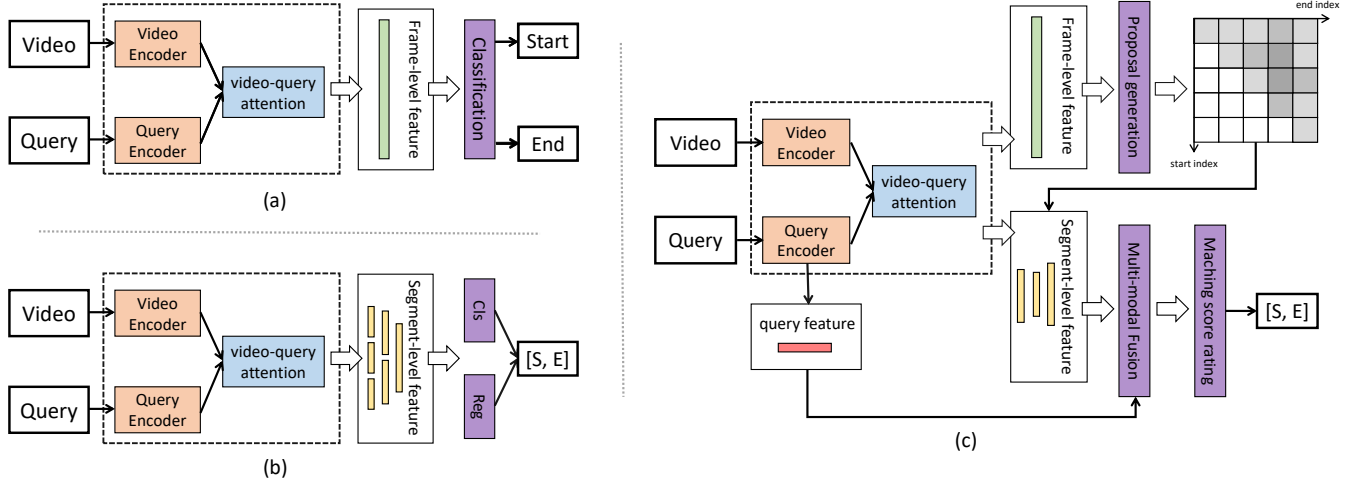 Video
Video
Encoder
Query
Query
Encoder
video-query
attention
Frame-level feature
Classification
Start
End
(a)
Video
Video
Encoder
Query
Query
Encoder
video-query
attention
Segment-level feature
Cls
Reg
[S, E]
(b)
Video
Video
Encoder
Query
Query
Encoder
video-query
attention
Frame-level feature
Proposal generation
end index
start index
query feature
Segment-level feature
Multi-modal Fusion
Maching score rating
[S, E]
(c)